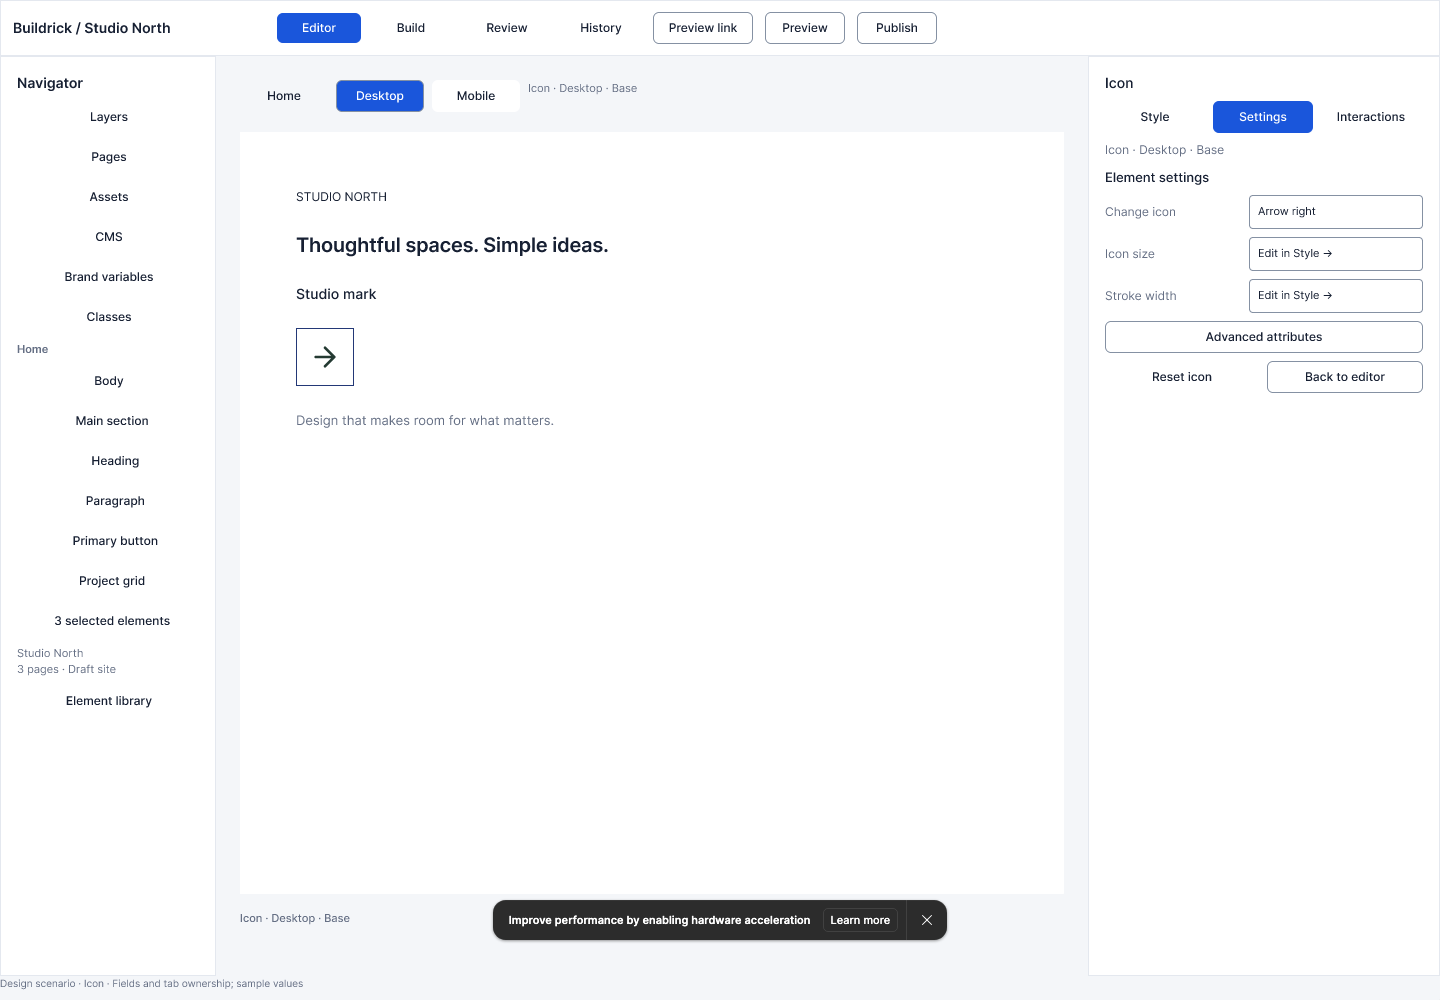 Buildrick / Studio North
Editor
Build
Review
History
Preview link
Preview
Publish
Navigator
Layers
Pages
Assets
CMS
Brand variables
Classes
Home
Body
Main section
Heading
Paragraph
Primary button
Project grid
3 selected elements
Studio North
3 pages · Draft site
Element library
Home
Desktop
Mobile
Icon · Desktop · Base
STUDIO NORTH
Thoughtful spaces. Simple ideas.
Studio mark
Design that makes room for what matters.
Icon · Desktop · Base
Improve performance by enabling hardware acceleration
Learn more
Icon
Style
Settings
Interactions
Icon · Desktop · Base
Element settings
Change icon
Arrow right
Icon size
Edit in Style →
Stroke width
Edit in Style →
Advanced attributes
Reset icon
Back to editor
Design scenario · Icon · Fields and tab ownership; sample values